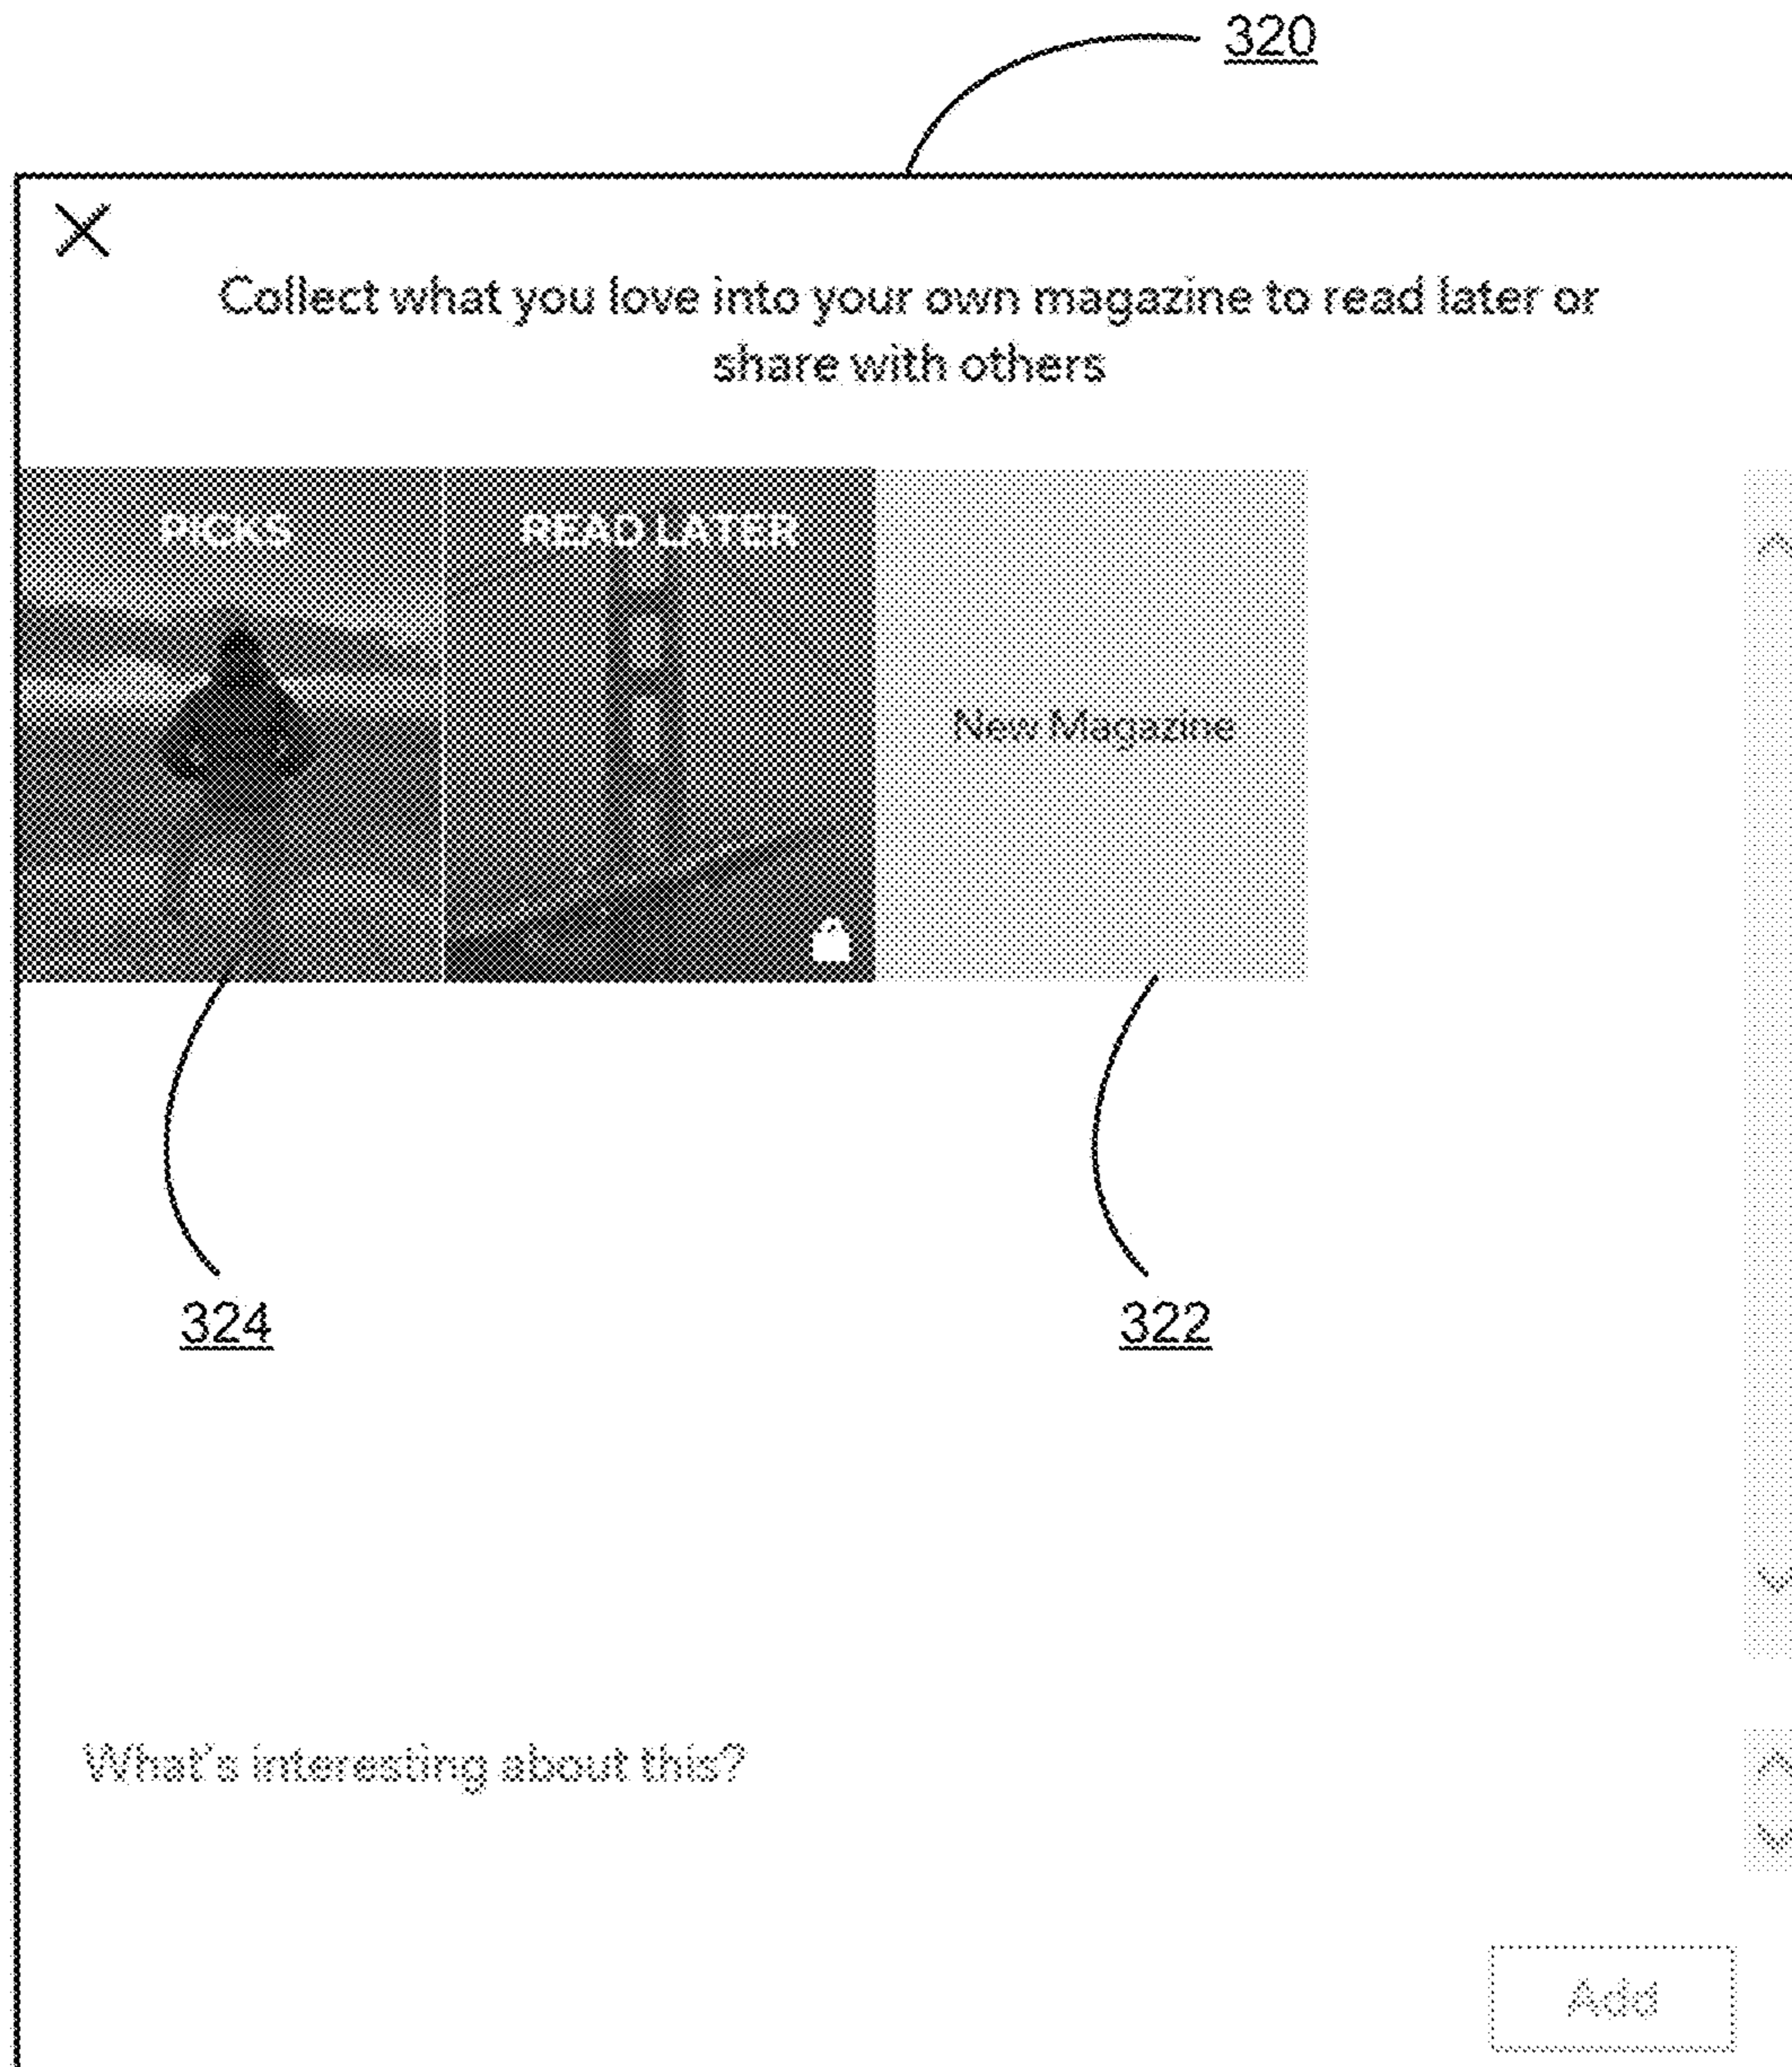 320
Collect what you love into your own magazine to read later or
share with others
PICKS
READ LATER
New Magazine
324
322
What's interesting about this?
Add